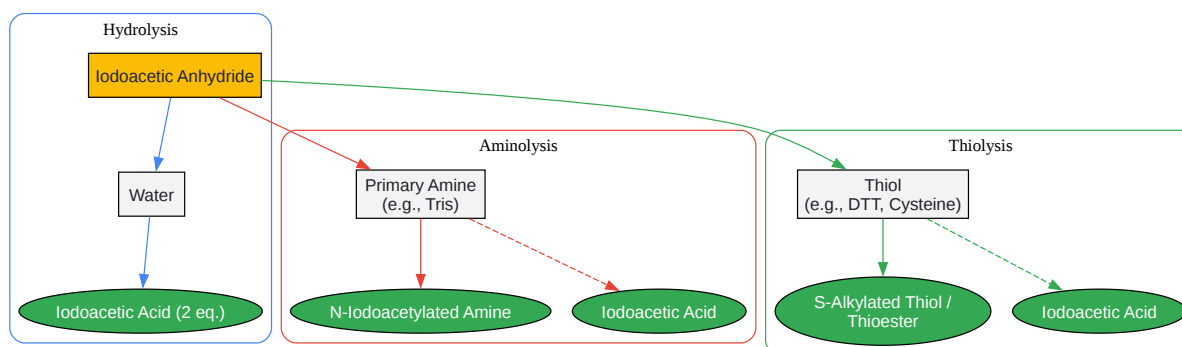 Hydrolysis
Iodoacetic Anhydride
Aminolysis
Thiolysis
Water
Primary Amine
(e.g., Tris)
Thiol
(e.g., DTT, Cysteine)
Iodoacetic Acid (2 eq.)
N-Iodoacetylated Amine
Iodoacetic Acid
S-Alkylated Thiol /
Thioester
Iodoacetic Acid